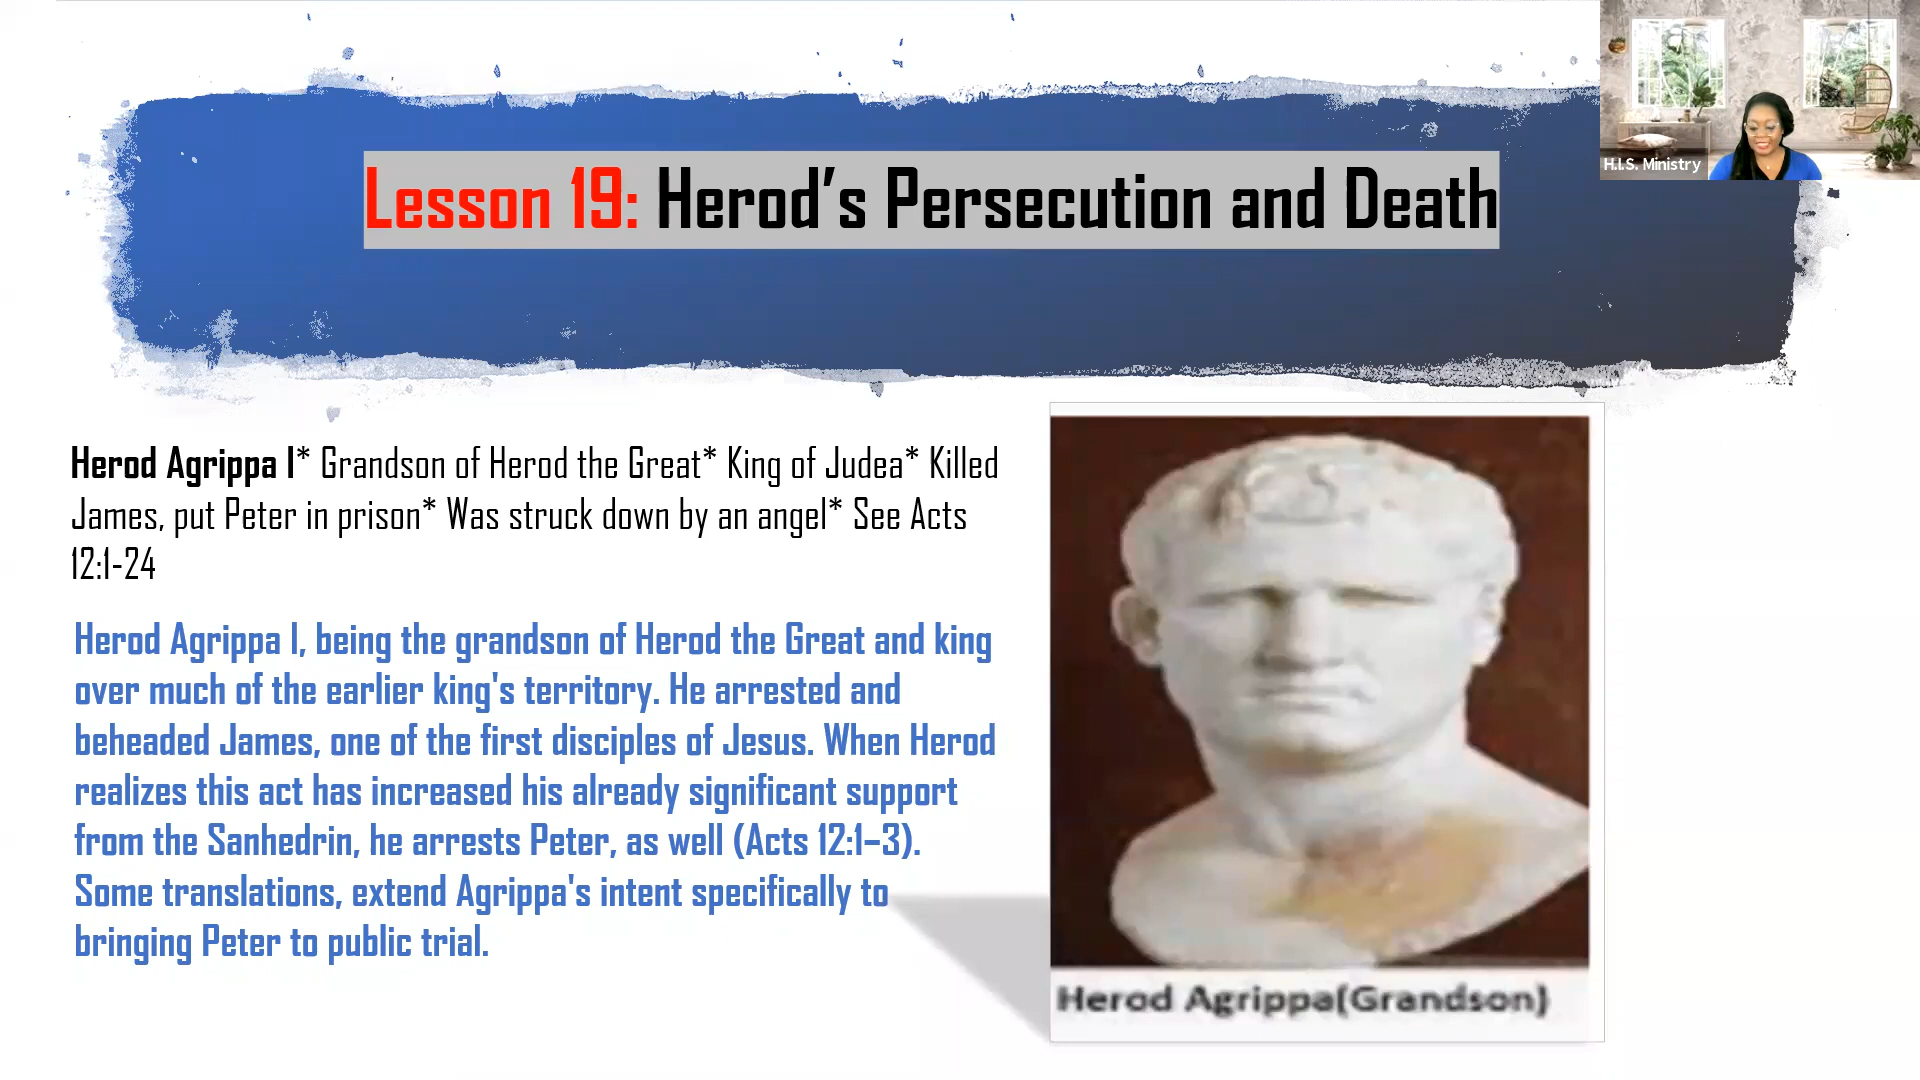 H.I.S. Ministry
Lesson 19: Herod’s Persecution and Death
Herod Agrippa I* Grandson of Herod the Great* King of Judea* Killed
James, put Peter in prison* Was struck down by an angel* See Acts
12:1-24
Herod Agrippa I, being the grandson of Herod the Great and king
over much of the earlier king's territory. He arrested and
beheaded James, one of the first disciples of Jesus. When Herod
realizes this act has increased his already significant support
from the Sanhedrin, he arrests Peter, as well (Acts 12:1–3).
Some translations, extend Agrippa's intent specifically to
bringing Peter to public trial.
Herod Agrippa(Grandson)